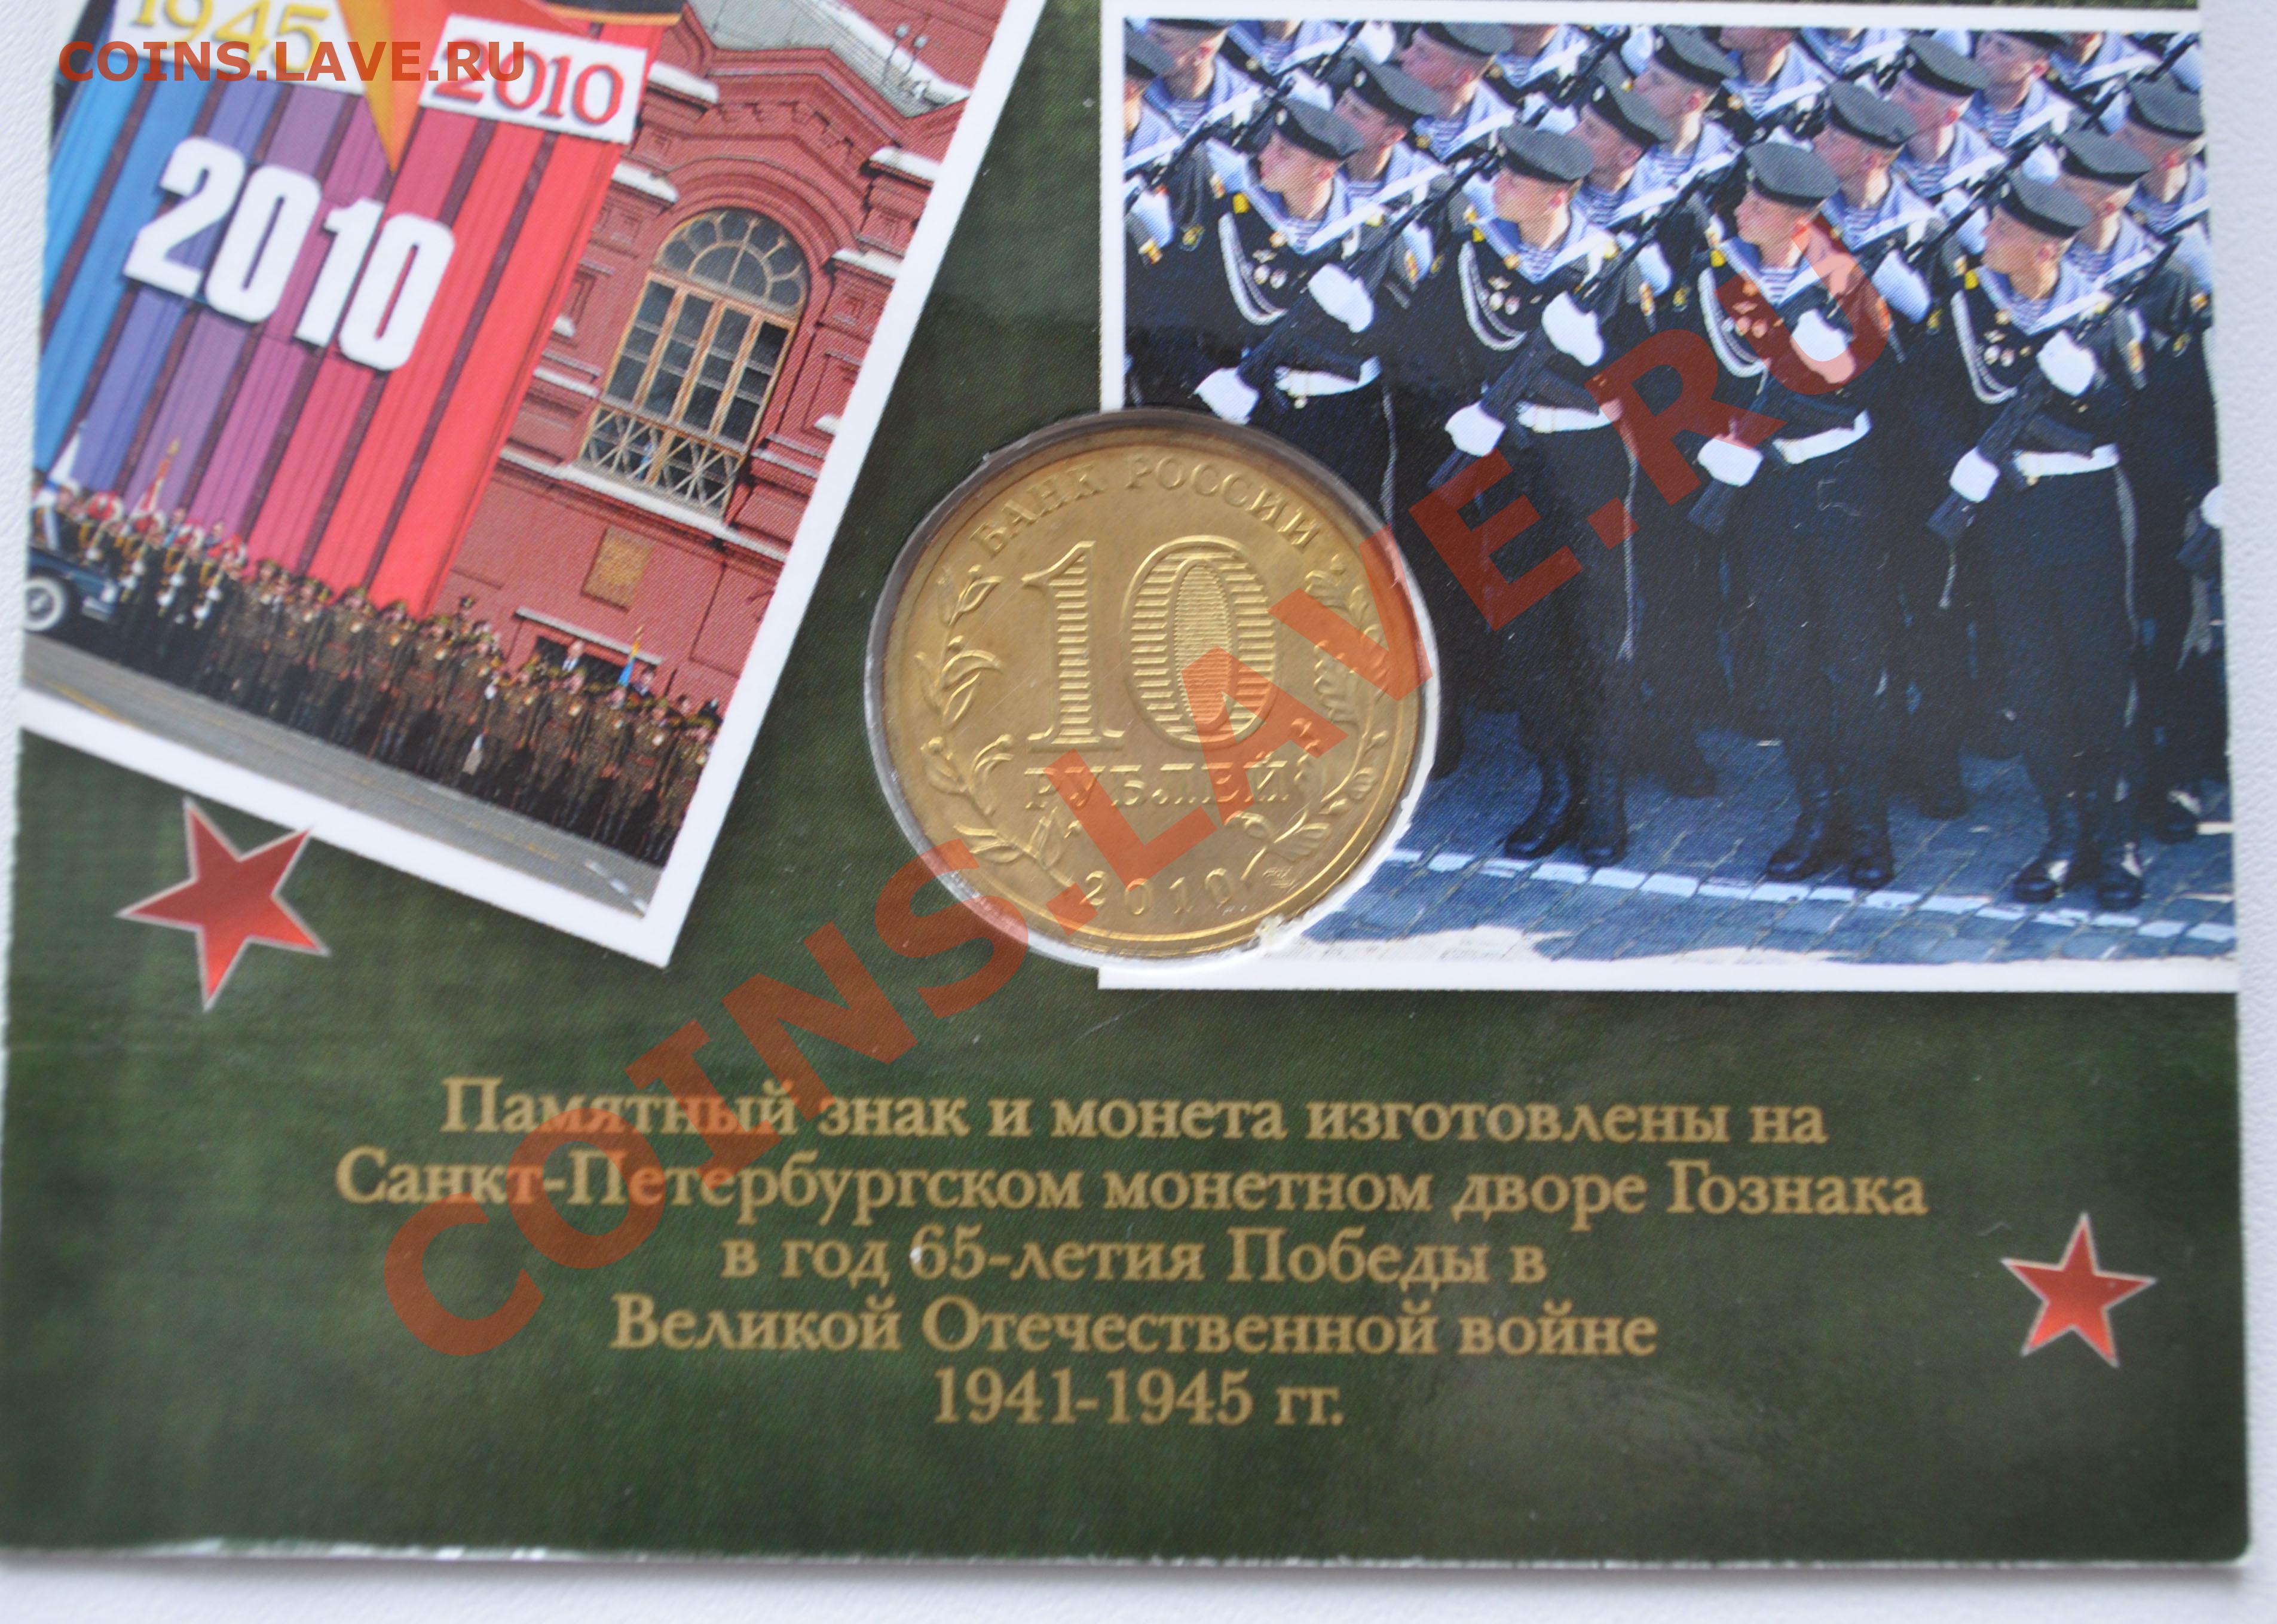 1945
COINS.LAVE.RU
2010
2010
БАНК РОССИИ
10
РУБЛЕЙ
2010
COINS.LAVE.RU
Памятный знак и монета изготовлены на
Санкт-Петербургском монетном дворе Гознака
в год 65-летия Победы в
Великой Отечественной войне
1941-1945 гг.